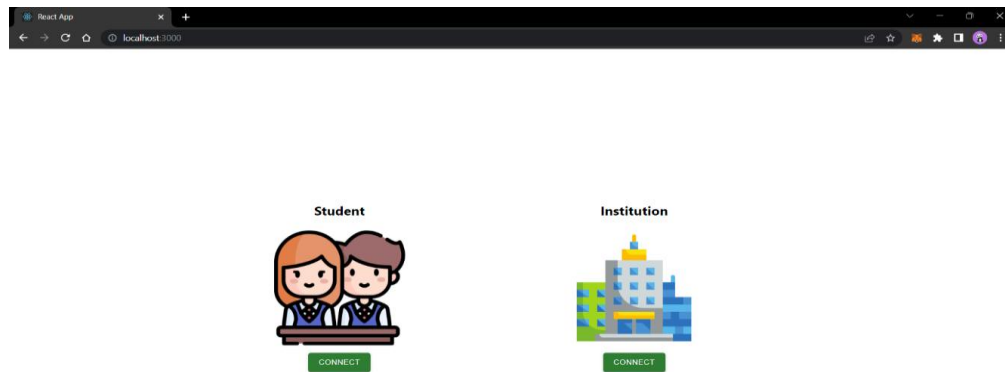 React App
localhost:3000
Student
Institution
CONNECT
CONNECT